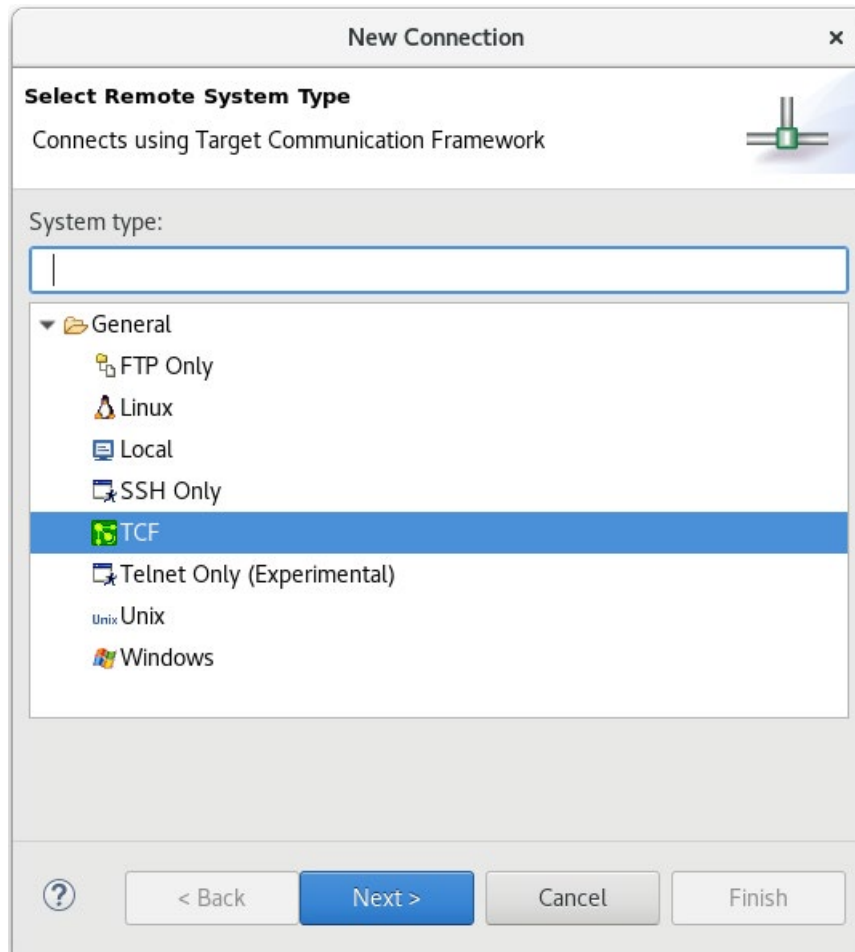 New Connection
Select Remote System Type
Connects using Target Communication Framework
System type:
General
FTP Only
Linux
Local
SSH Only
TCF
Telnet Only (Experimental)
Unix Unix
Windows
? < Back Next > Cancel Finish